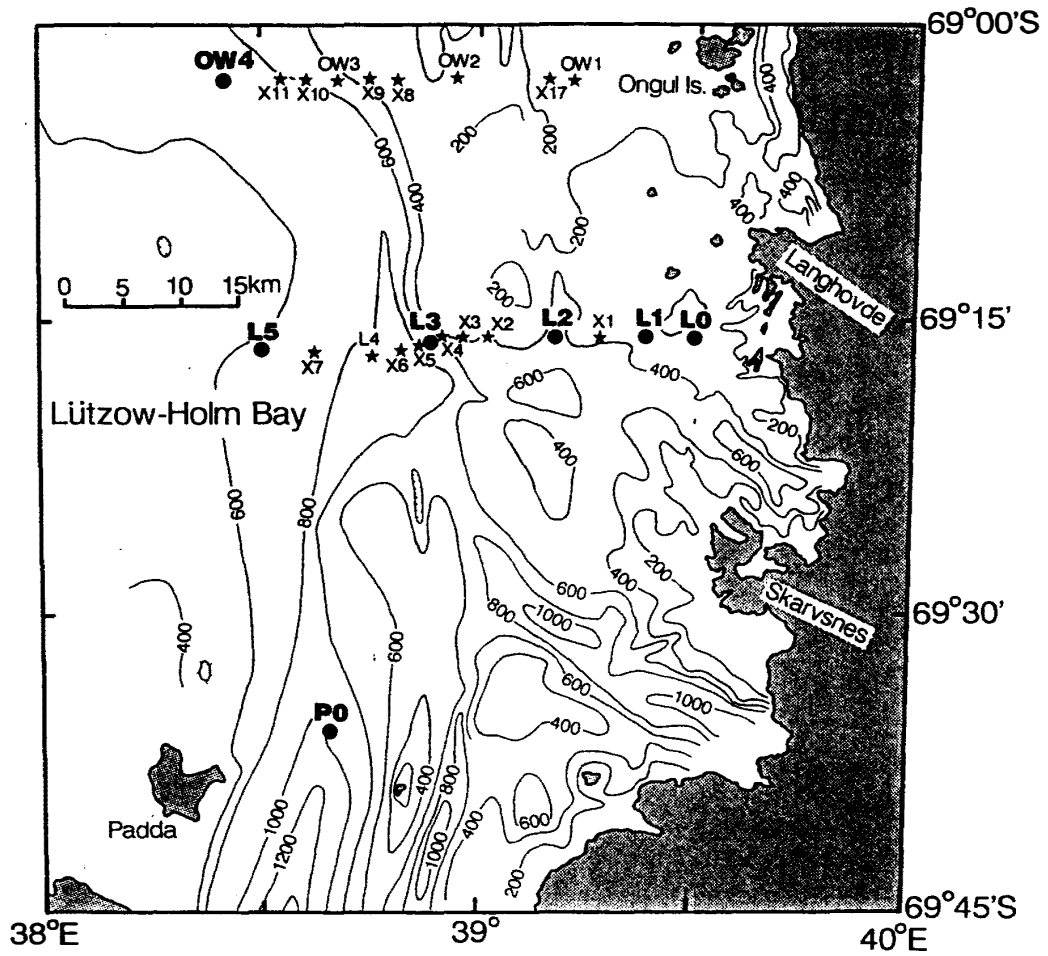 69°00'S
OW4
OW3
OW2
OW1
X11
X10
X9
X8
X17
Ongul Is.
400
600
400
200
200
200
400
400
Langhovde
0 5 10 15km
200
L5
L4
L3
X3
X2
L2
X1
L1
L0
69°15'
X7
X6
X5
X4
400
600
Lützow-Holm Bay
200
600
400
600
800
200
400
Skarvsnes
600
800
1000
69°30'
400
600
600
1000
P0
400
400
800
1000
1200
Padda
400
600
1000
200
69°45'S
38°E
39°
40°E